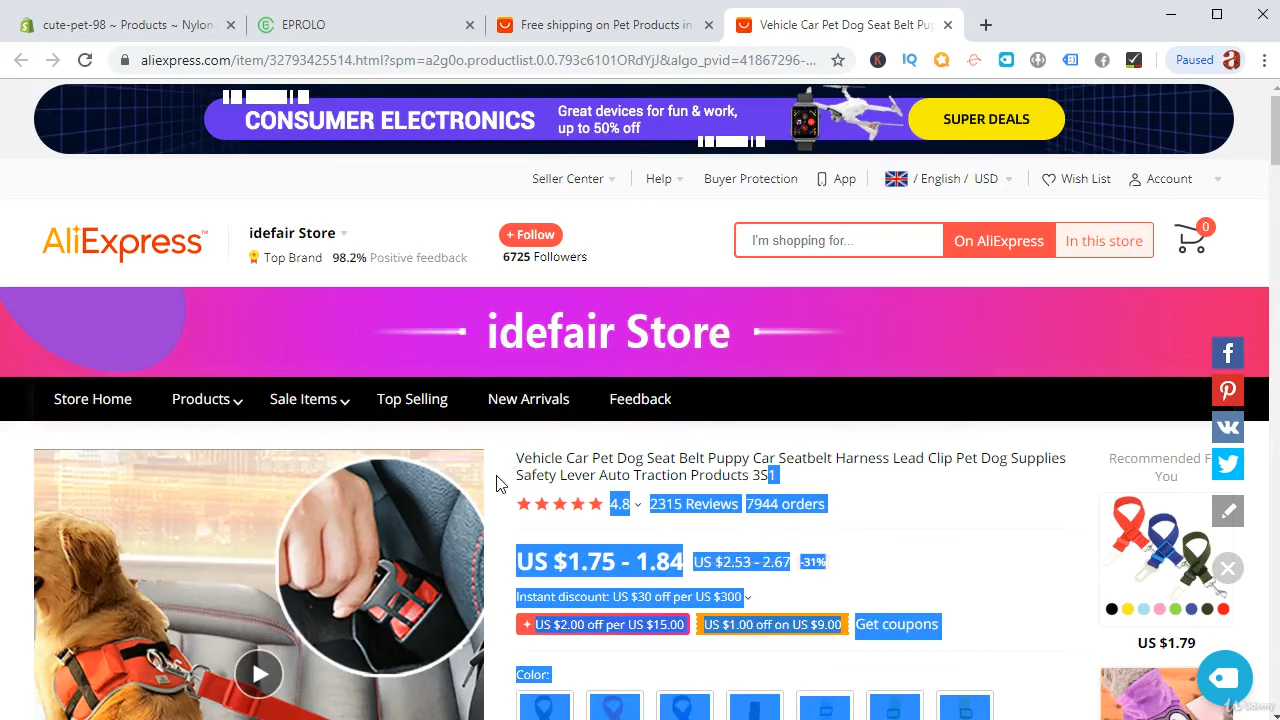 cute-pet-98 ~ Products ~ Nylon
EPROLO
Free shipping on Pet Products in
Vehicle Car Pet Dog Seat Belt Pup
aliexpress.com/item/32793425514.html?spm=a2g0o.productlist.0.0.793c6101ORdYjJ&algo_pvid=41867296-...
Paused
CONSUMER ELECTRONICS
Great devices for fun & work,
up to 50% off
SUPER DEALS
Seller Center
Help
Buyer Protection
App
/ English / USD
Wish List
Account
AliExpress™
idefair Store
Top Brand 98.2% Positive feedback
+ Follow
6725 Followers
I'm shopping for...
On AliExpress
In this store
0
idefair Store
Store Home
Products
Sale Items
Top Selling
New Arrivals
Feedback
Vehicle Car Pet Dog Seat Belt Puppy Car Seatbelt Harness Lead Clip Pet Dog Supplies
Safety Lever Auto Traction Products 3S1
4.8 2315 Reviews 7944 orders
US $1.75 - 1.84 US $2.53 - 2.67 -31%
Instant discount: US $30 off per US $300
US $2.00 off per US $15.00 US $1.00 off on US $9.00 Get coupons
Color:
Recommended F
You
US $1.79
Udemy